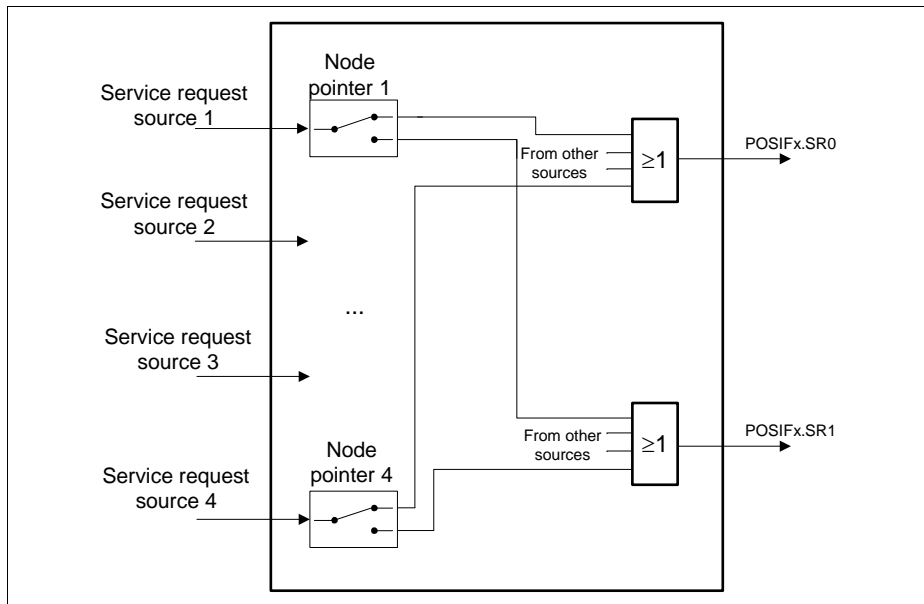 Node
pointer 1
Service request
source 1
From other
sources
≥1
POSIFx.SR0
Service request
source 2
...
Service request
source 3
From other
sources
≥1
POSIFx.SR1
Node
pointer 4
Service request
source 4